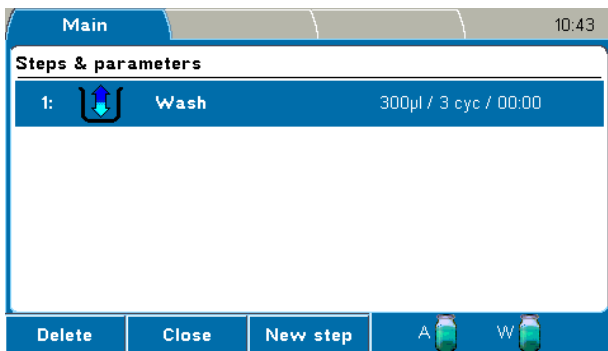 Main 10:43
Steps & parameters
1: Wash 300µl / 3 cyc / 00:00
Delete Close New step A W